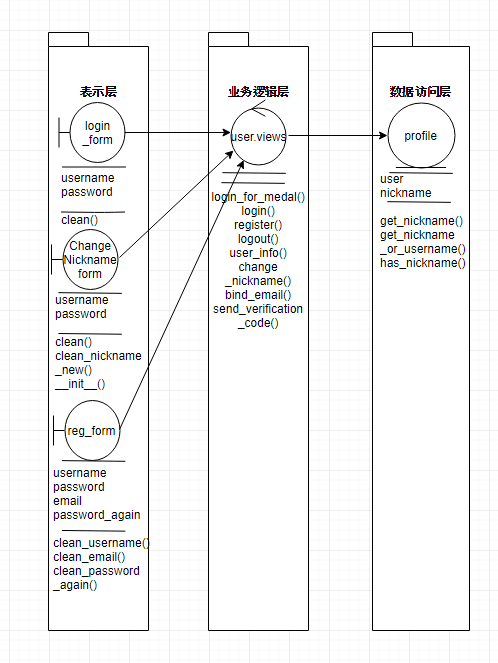 表示层
login
_form
username
password
clean()
Change
Nickname
form
username
password
clean()
clean_nickname
_new()
__init__()
reg_form
username
password
email
password_again
clean_username()
clean_email()
clean_password
_again()
业务逻辑层
user.views
login_for_medal()
login()
register()
logout()
user_info()
change
_nickname()
bind_email()
send_verification
_code()
数据访问层
profile
user
nickname
get_nickname()
get_nickname
_or_username()
has_nickname()